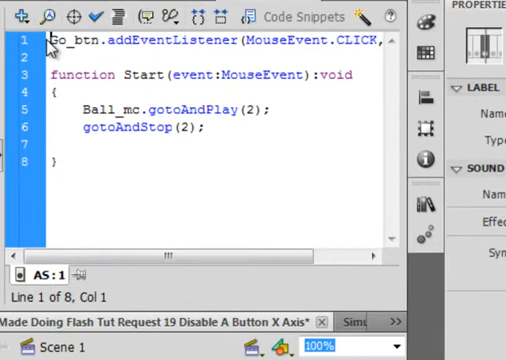 Code Snippets
PROPERTIES
1 Go_btn.addEventListener(MouseEvent.CLICK,
2
3 function Start(event:MouseEvent):void
4 {
5 Ball_mc.gotoAndPlay(2);
6 gotoAndStop(2);
7
8 }
LABEL
Name
Type
SOUND
Name
Effe
Syn
AS:1
Line 1 of 8, Col 1
Made Doing Flash Tut Request 19 Disable A Button X Axis*
Scene 1
100%